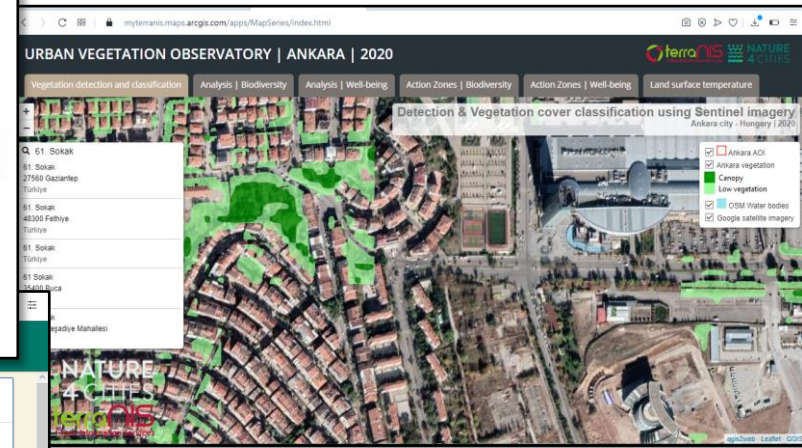 myterranis.maps.arcgis.com/apps/MapSeries/index.html
URBAN VEGETATION OBSERVATORY | ANKARA | 2020
terraNIS
NATURE
4 CITIES
Vegetation detection and classification
Analysis | Biodiversity
Analysis | Well-being
Action Zones | Biodiversity
Action Zones | Well-being
Land surface temperature
Detection & Vegetation cover classification using Sentinel imagery
Ankara city - Hungary | 2020
+
61. Sokak
61. Sokak
27560 Gaziantep
Türkiye
61. Sokak
48300 Fethiye
Türkiye
61. Sokak
Türkiye
61 Sokak
35400 Buca
Mahallesi
Ankara AOI
Ankara vegetation
Canopy
Low vegetation
OSM Water bodies
Google satellite imagery
NATURE
4 CITIES
terraNIS
qgis2web · Leaflet · QGIS